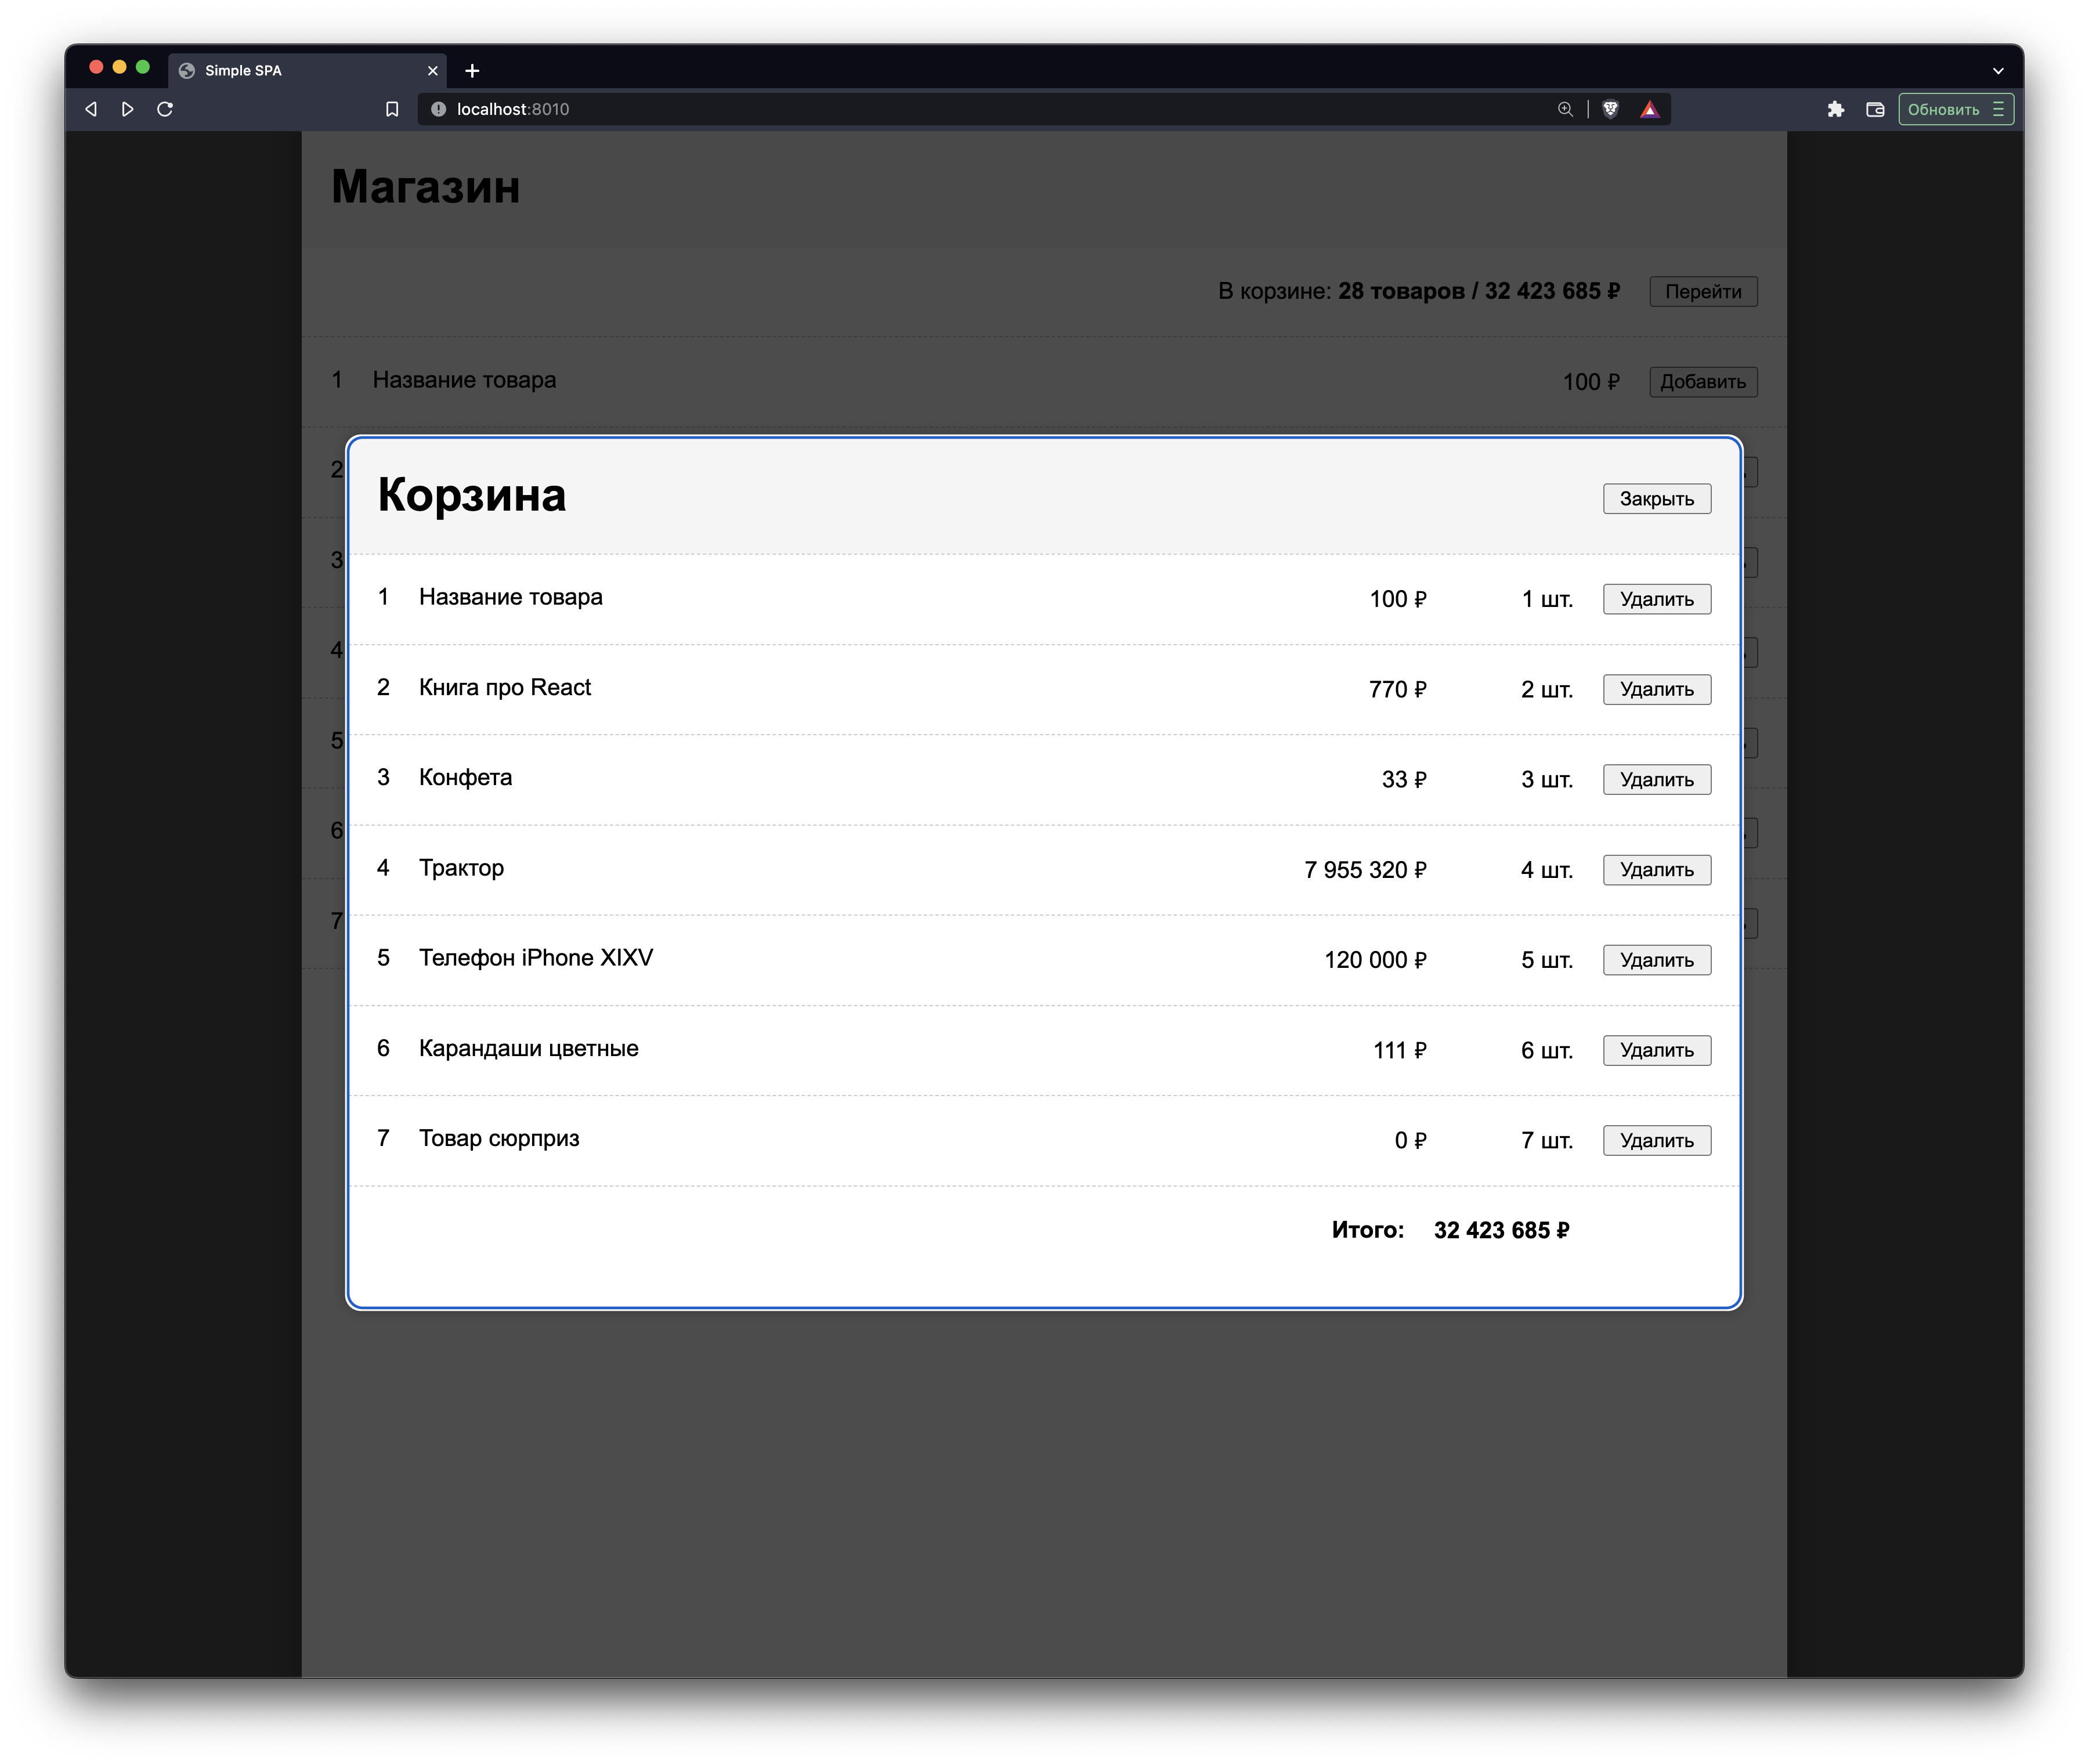 Simple SPA
localhost:8010
Обновить
Магазин
В корзине: 28 товаров / 32 423 685 ₽ Перейти
1 Название товара 100 ₽ Добавить
2
3
4
5
6
7
Корзина Закрыть
1 Название товара 100 ₽ 1 шт. Удалить
2 Книга про React 770 ₽ 2 шт. Удалить
3 Конфета 33 ₽ 3 шт. Удалить
4 Трактор 7 955 320 ₽ 4 шт. Удалить
5 Телефон iPhone XIXV 120 000 ₽ 5 шт. Удалить
6 Карандаши цветные 111 ₽ 6 шт. Удалить
7 Товар сюрприз 0 ₽ 7 шт. Удалить
Итого: 32 423 685 ₽